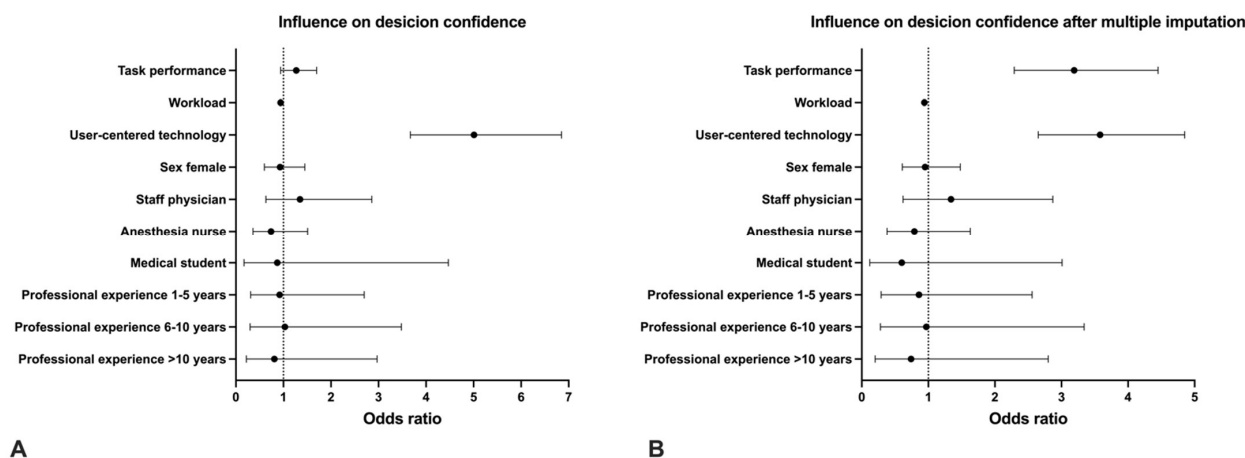 Influence on desicion confidence
Task performance
Workload
User-centered technology
Sex female
Staff physician
Anesthesia nurse
Medical student
Professional experience 1-5 years
Professional experience 6-10 years
Professional experience >10 years
0 1 2 3 4 5 6 7
Odds ratio
A
Influence on desicion confidence after multiple imputation
Task performance
Workload
User-centered technology
Sex female
Staff physician
Anesthesia nurse
Medical student
Professional experience 1-5 years
Professional experience 6-10 years
Professional experience >10 years
0 1 2 3 4 5
Odds ratio
B